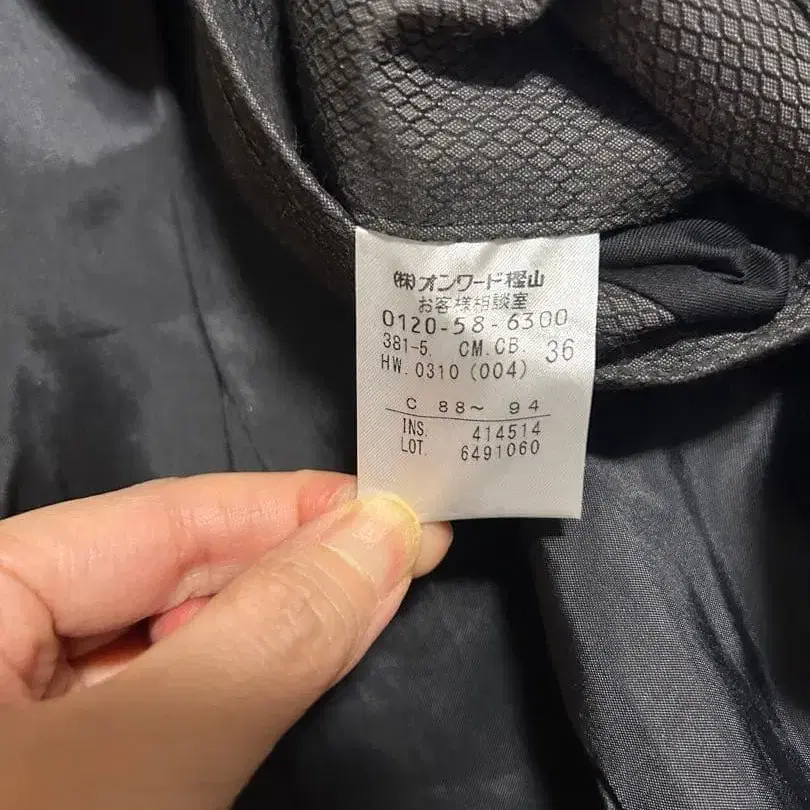 (株)オンワード樫山
お客様相談室
0120-58-6300
381-5. CM.CB. 36
HW.0310 (004)
C 88～ 94
INS. 414514
LOT. 6491060